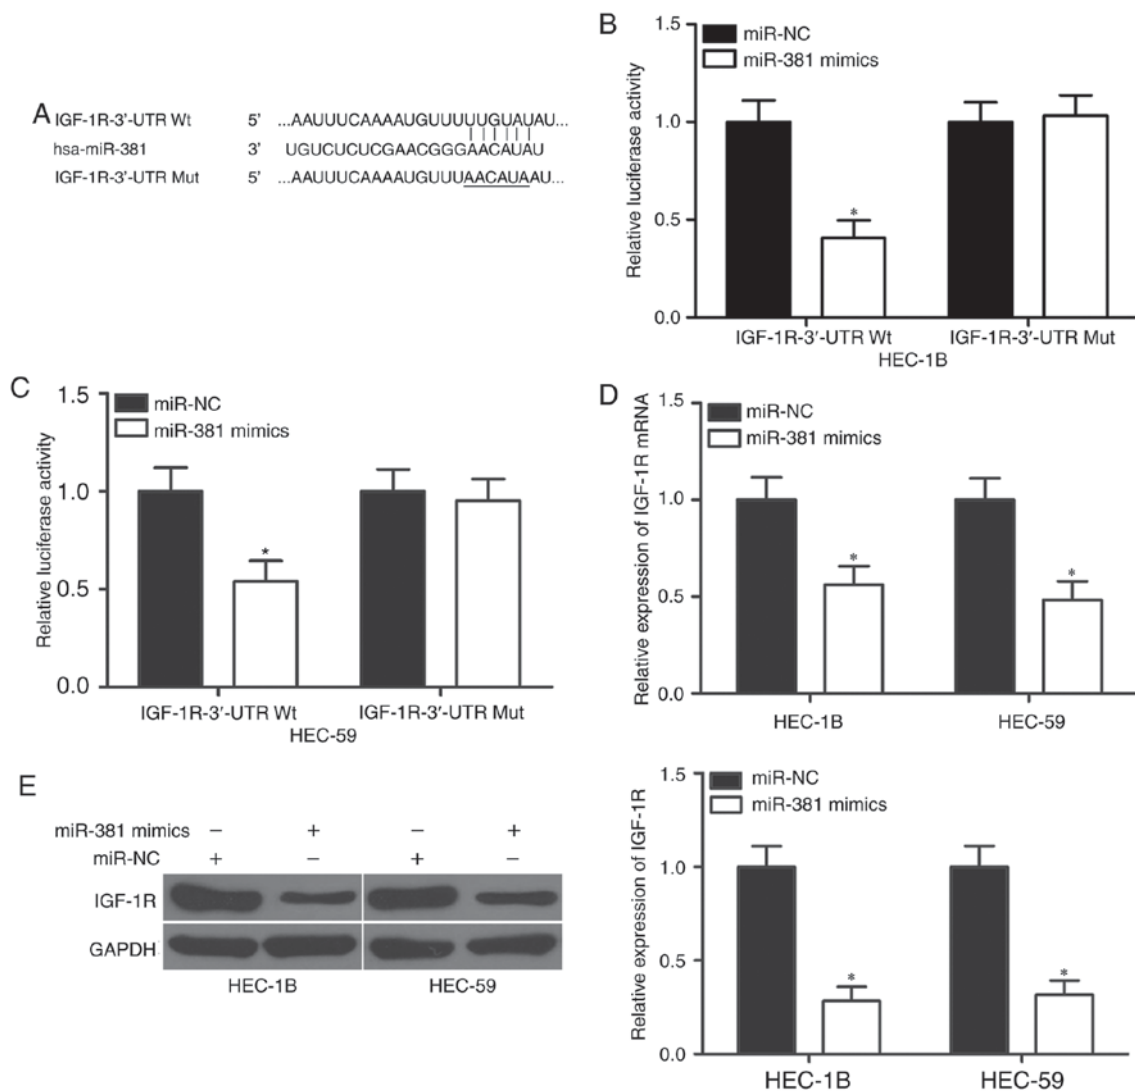 A
IGF-1R-3′-UTR Wt 5′ ...AAUUUCAAAAUGUUUUUGUAUAU...
hsa-miR-381 3′ UGUCUCUCGAACGGGAACAUAU
IGF-1R-3′-UTR Mut 5′ ...AAUUUCAAAAUGUUUAACAUAAU...
B
Relative luciferase activity
1.5
1.0
0.5
0.0
miR-NC
miR-381 mimics
*
IGF-1R-3′-UTR Wt IGF-1R-3′-UTR Mut
HEC-1B
C
Relative luciferase activity
1.5
1.0
0.5
0.0
miR-NC
miR-381 mimics
*
IGF-1R-3′-UTR Wt IGF-1R-3′-UTR Mut
HEC-59
D
Relative expression of IGF-1R mRNA
1.5
1.0
0.5
0.0
miR-NC
miR-381 mimics
*
*
HEC-1B HEC-59
E
miR-381 mimics – + – +
miR-NC + – + –
IGF-1R
GAPDH
HEC-1B HEC-59
Relative expression of IGF-1R
1.5
1.0
0.5
0.0
miR-NC
miR-381 mimics
*
*
HEC-1B HEC-59